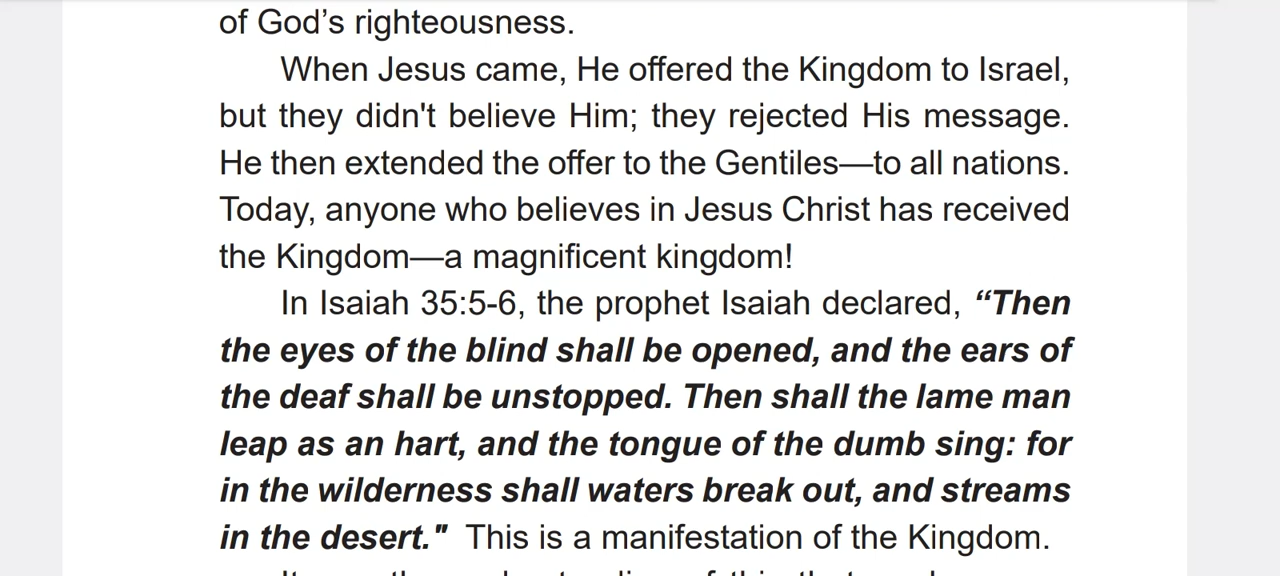 of God’s righteousness.
When Jesus came, He offered the Kingdom to Israel,
but they didn't believe Him; they rejected His message.
He then extended the offer to the Gentiles—to all nations.
Today, anyone who believes in Jesus Christ has received
the Kingdom—a magnificent kingdom!
In Isaiah 35:5-6, the prophet Isaiah declared, “Then
the eyes of the blind shall be opened, and the ears of
the deaf shall be unstopped. Then shall the lame man
leap as an hart, and the tongue of the dumb sing: for
in the wilderness shall waters break out, and streams
in the desert." This is a manifestation of the Kingdom.